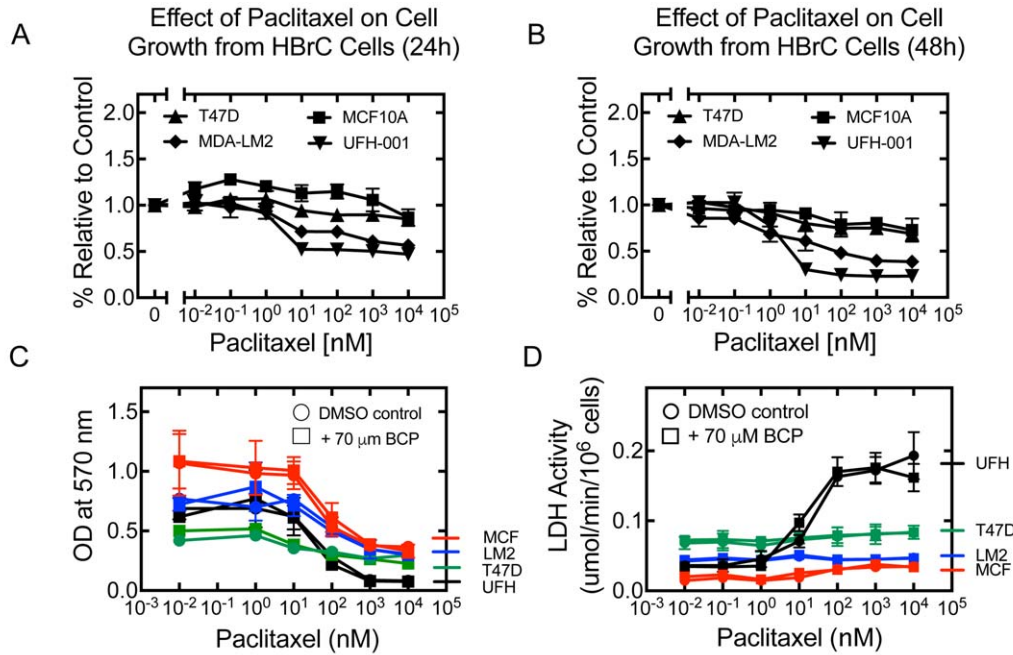 A
Effect of Paclitaxel on Cell
Growth from HBrC Cells (24h)
% Relative to Control
2.0
1.5
1.0
0.5
0.0
T47D
MCF10A
MDA-LM2
UFH-001
0 10⁻² 10⁻¹ 10⁰ 10¹ 10² 10³ 10⁴ 10⁵
Paclitaxel [nM]
B
Effect of Paclitaxel on Cell
Growth from HBrC Cells (48h)
% Relative to Control
2.0
1.5
1.0
0.5
0.0
T47D
MCF10A
MDA-LM2
UFH-001
0 10⁻² 10⁻¹ 10⁰ 10¹ 10² 10³ 10⁴ 10⁵
Paclitaxel [nM]
C
OD at 570 nm
1.5
1.0
0.5
0.0
DMSO control
+ 70 μm BCP
MCF
LM2
T47D
UFH
10⁻³ 10⁻² 10⁻¹ 10⁰ 10¹ 10² 10³ 10⁴ 10⁵
Paclitaxel (nM)
D
LDH Activity
(umol/min/10⁶ cells)
0.2
0.1
0.0
DMSO control
+ 70 μM BCP
UFH
T47D
LM2
MCF
10⁻³ 10⁻² 10⁻¹ 10⁰ 10¹ 10² 10³ 10⁴ 10⁵
Paclitaxel (nM)